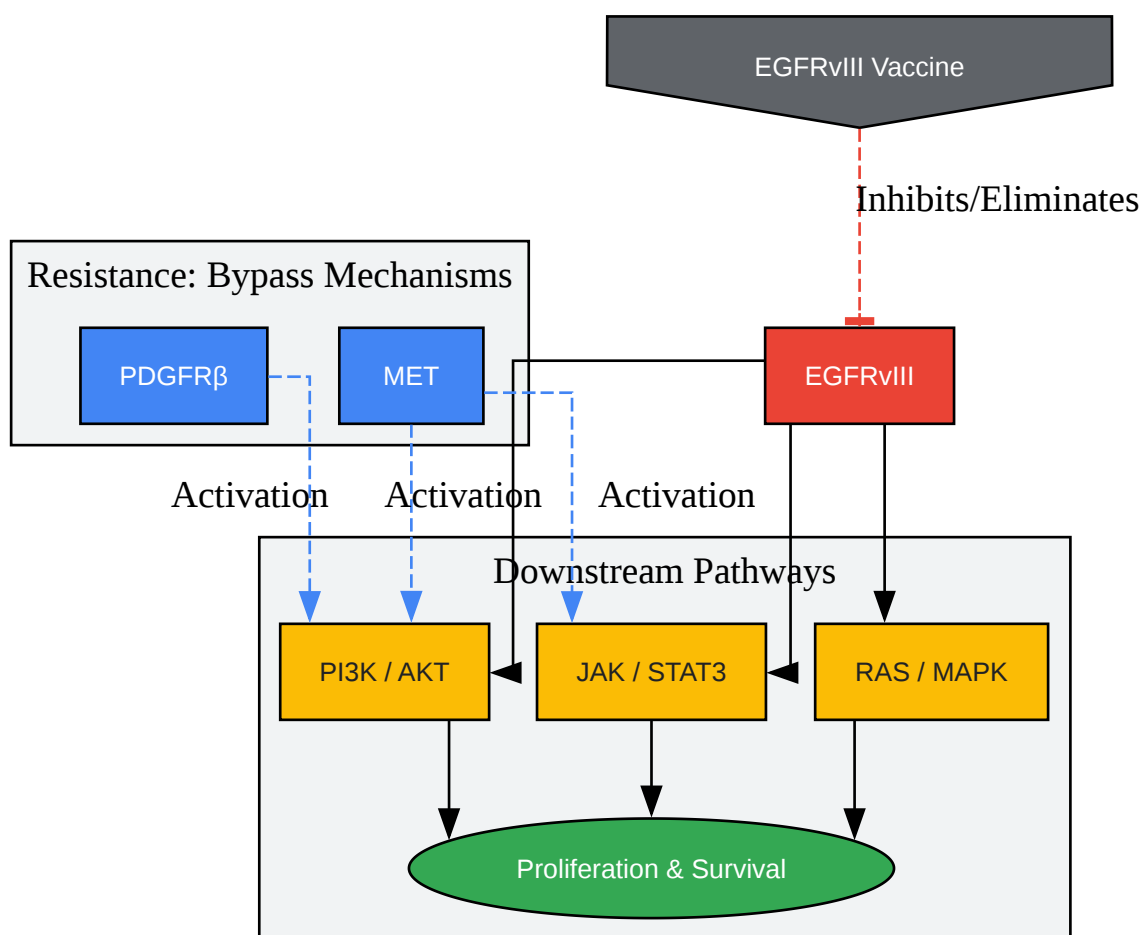 EGFRvIII Vaccine
Inhibits/Eliminates
Resistance: Bypass Mechanisms
PDGFRβ
MET
EGFRvIII
Activation
Activation
Activation
Downstream Pathways
PI3K / AKT
JAK / STAT3
RAS / MAPK
Proliferation & Survival